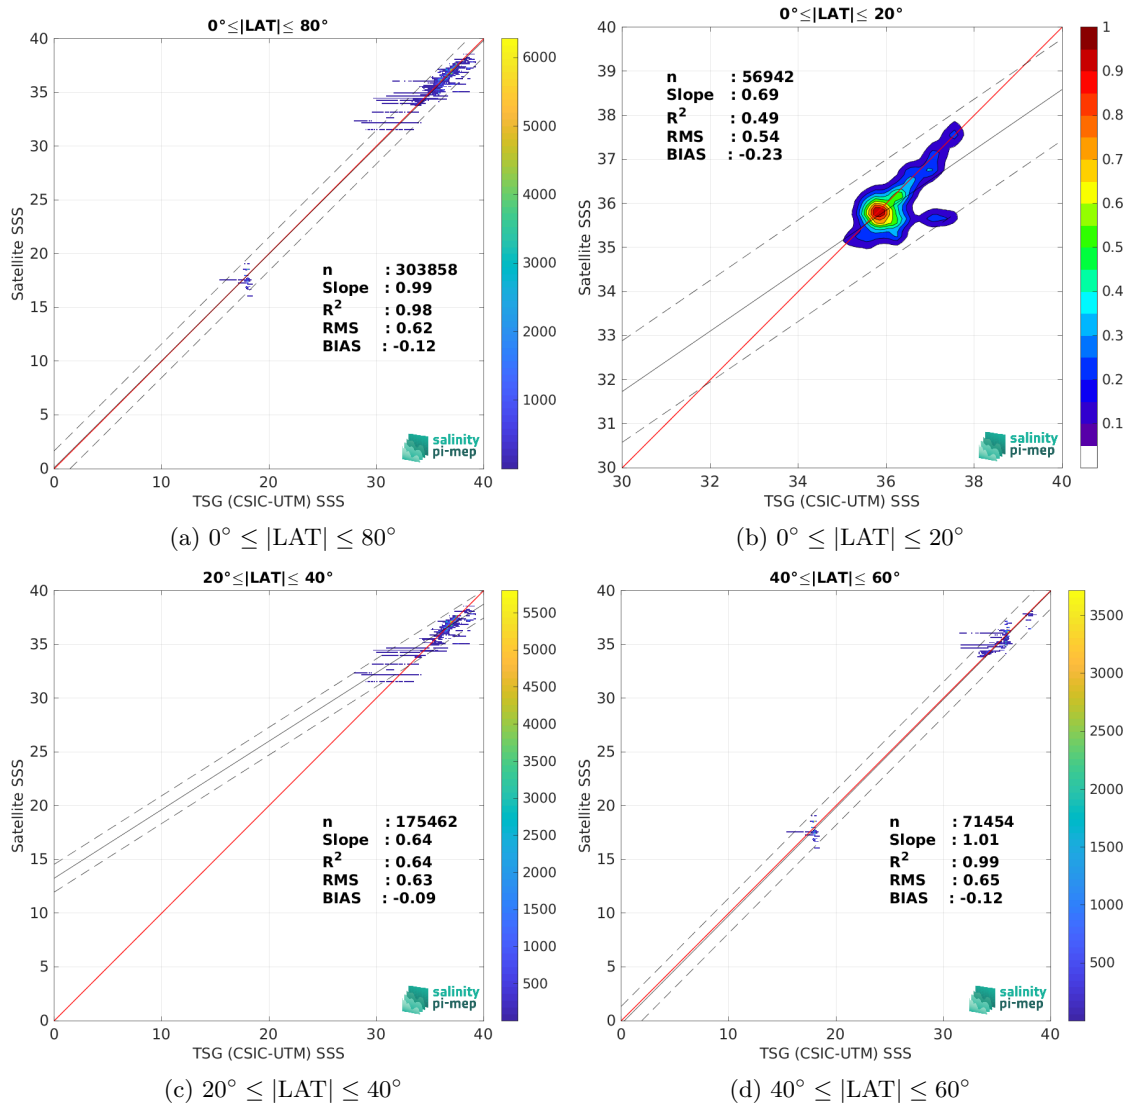 0°≤|LAT|≤ 80°
40
35
30
25
20
15
10
5
0
Satellite SSS
n : 303858
Slope : 0.99
R2 : 0.98
RMS : 0.62
BIAS : -0.12
salinity
pi-mep
0 10 20 30 40
TSG (CSIC-UTM) SSS
6000
5000
4000
3000
2000
1000
(a) 0° ≤ |LAT| ≤ 80°
0°≤|LAT|≤ 20°
40
39
38
37
36
35
34
33
32
31
30
Satellite SSS
n : 56942
Slope : 0.69
R2 : 0.49
RMS : 0.54
BIAS : -0.23
salinity
pi-mep
30 32 34 36 38 40
TSG (CSIC-UTM) SSS
1
0.9
0.8
0.7
0.6
0.5
0.4
0.3
0.2
0.1
(b) 0° ≤ |LAT| ≤ 20°
20°≤|LAT|≤ 40°
40
35
30
25
20
15
10
5
0
Satellite SSS
n : 175462
Slope : 0.64
R2 : 0.64
RMS : 0.63
BIAS : -0.09
salinity
pi-mep
0 10 20 30 40
TSG (CSIC-UTM) SSS
5500
5000
4500
4000
3500
3000
2500
2000
1500
1000
500
(c) 20° ≤ |LAT| ≤ 40°
40°≤|LAT|≤ 60°
40
35
30
25
20
15
10
5
0
Satellite SSS
n : 71454
Slope : 1.01
R2 : 0.99
RMS : 0.65
BIAS : -0.12
salinity
pi-mep
0 10 20 30 40
TSG (CSIC-UTM) SSS
3500
3000
2500
2000
1500
1000
500
(d) 40° ≤ |LAT| ≤ 60°